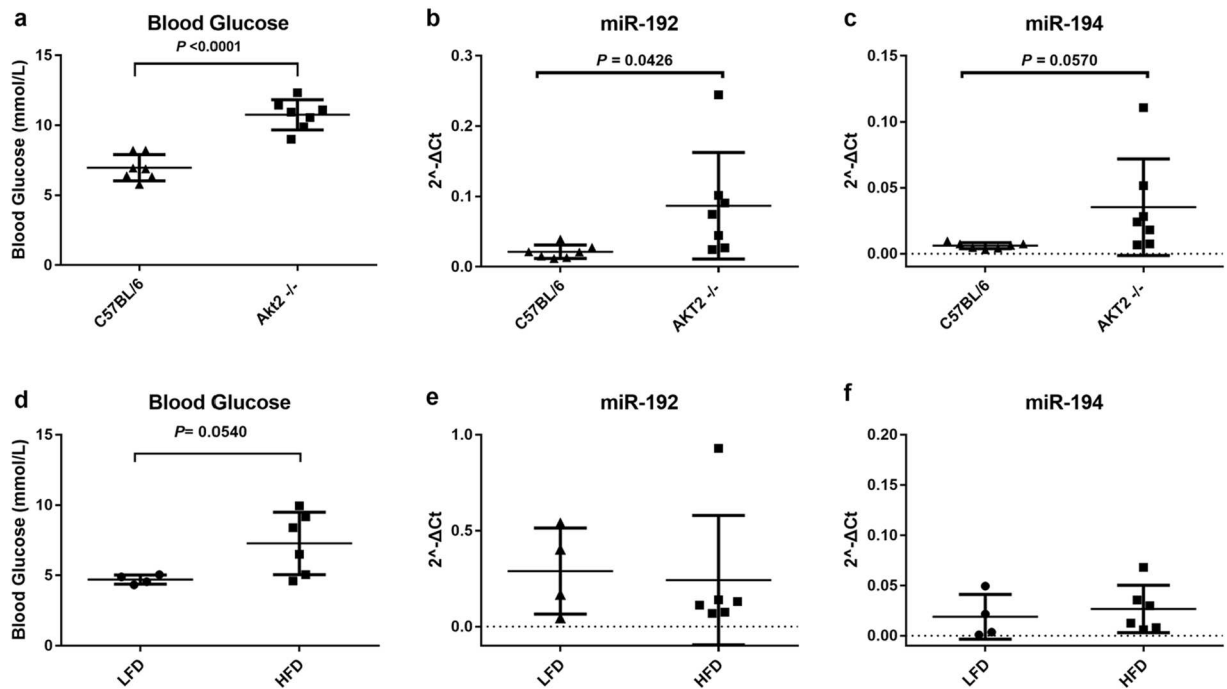 a
Blood Glucose
P <0.0001
Blood Glucose (mmol/L)
15
10
5
0
C57BL/6
Akt2 -/-
b
miR-192
P = 0.0426
2^-ΔCt
0.3
0.2
0.1
0.0
C57BL/6
AKT2 -/-
c
miR-194
P = 0.0570
2^-ΔCt
0.15
0.10
0.05
0.00
C57BL/6
AKT2 -/-
d
Blood Glucose
P= 0.0540
Blood Glucose (mmol/L)
15
10
5
0
LFD
HFD
e
miR-192
2^-ΔCt
1.0
0.5
0.0
LFD
HFD
f
miR-194
2^-ΔCt
0.20
0.15
0.10
0.05
0.00
LFD
HFD